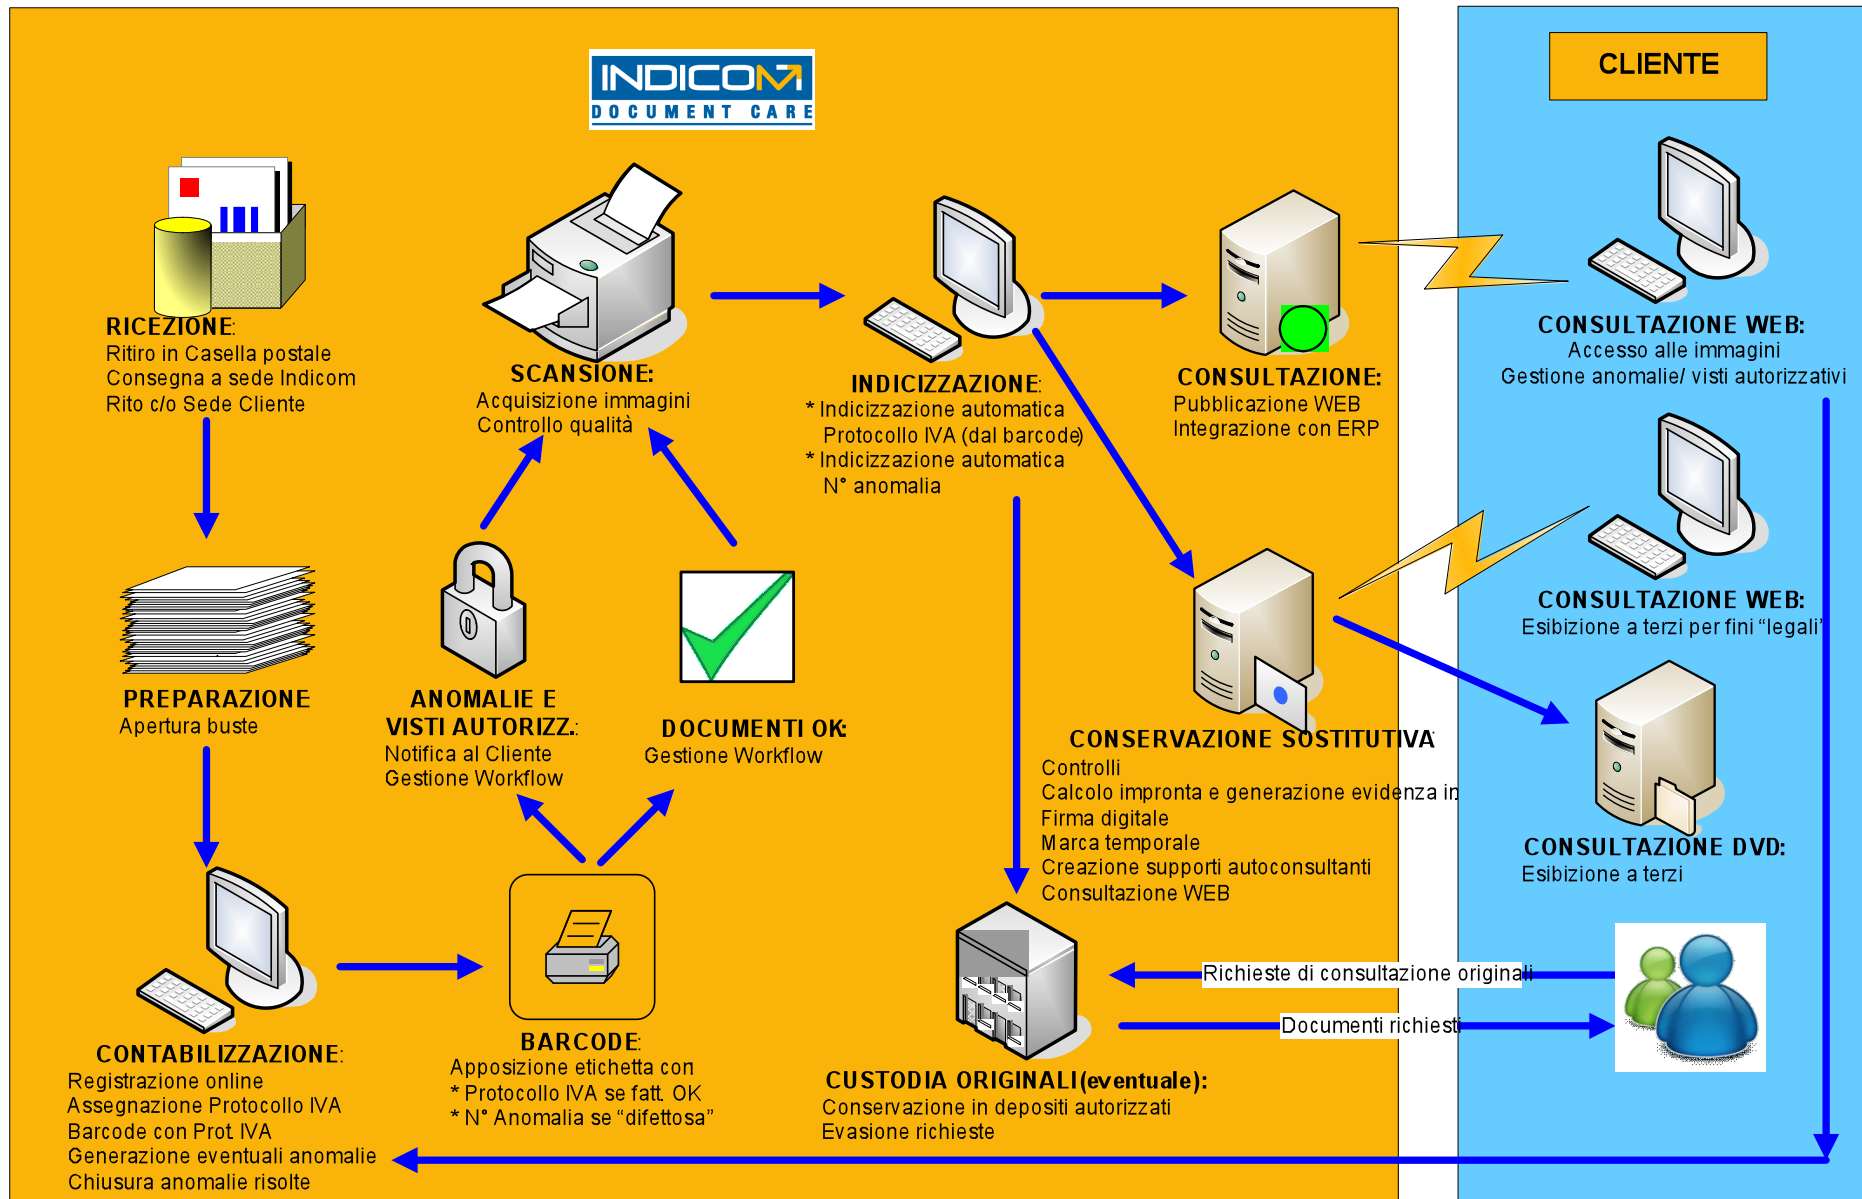 INDICOM
DOCUMENT CARE
CLIENTE
RICEZIONE:
Ritiro in Casella postale
Consegna a sede Indicom
Rito c/o Sede Cliente
SCANSIONE:
Acquisizione immagini
Controllo qualità
INDICIZZAZIONE:
* Indicizzazione automatica
Protocollo IVA (dal barcode)
* Indicizzazione automatica
N° anomalia
CONSULTAZIONE:
Pubblicazione WEB
Integrazione con ERP
CONSULTAZIONE WEB:
Accesso alle immagini
Gestione anomalie/ visti autorizzativi
PREPARAZIONE
Apertura buste
ANOMALIE E
VISTI AUTORIZZ.:
Notifica al Cliente
Gestione Workflow
DOCUMENTI OK:
Gestione Workflow
CONSERVAZIONE SOSTITUTIVA:
Controlli
Calcolo impronta e generazione evidenza in.
Firma digitale
Marca temporale
Creazione supporti autoconsultanti
Consultazione WEB
CONSULTAZIONE WEB:
Esibizione a terzi per fini “legali”
CONSULTAZIONE DVD:
Esibizione a terzi
CONTABILIZZAZIONE:
Registrazione online
Assegnazione Protocollo IVA
Barcode con Prot. IVA
Generazione eventuali anomalie
Chiusura anomalie risolte
BARCODE:
Apposizione etichetta con:
* Protocollo IVA se fatt. OK
* N° Anomalia se “difettosa”
CUSTODIA ORIGINALI(eventuale):
Conservazione in depositi autorizzati
Evasione richieste
Richieste di consultazione originali
Documenti richiesti